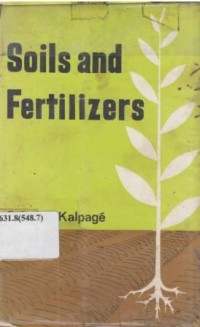 Soils and
Fertilizers
Kalpagé
631.8(548.7)